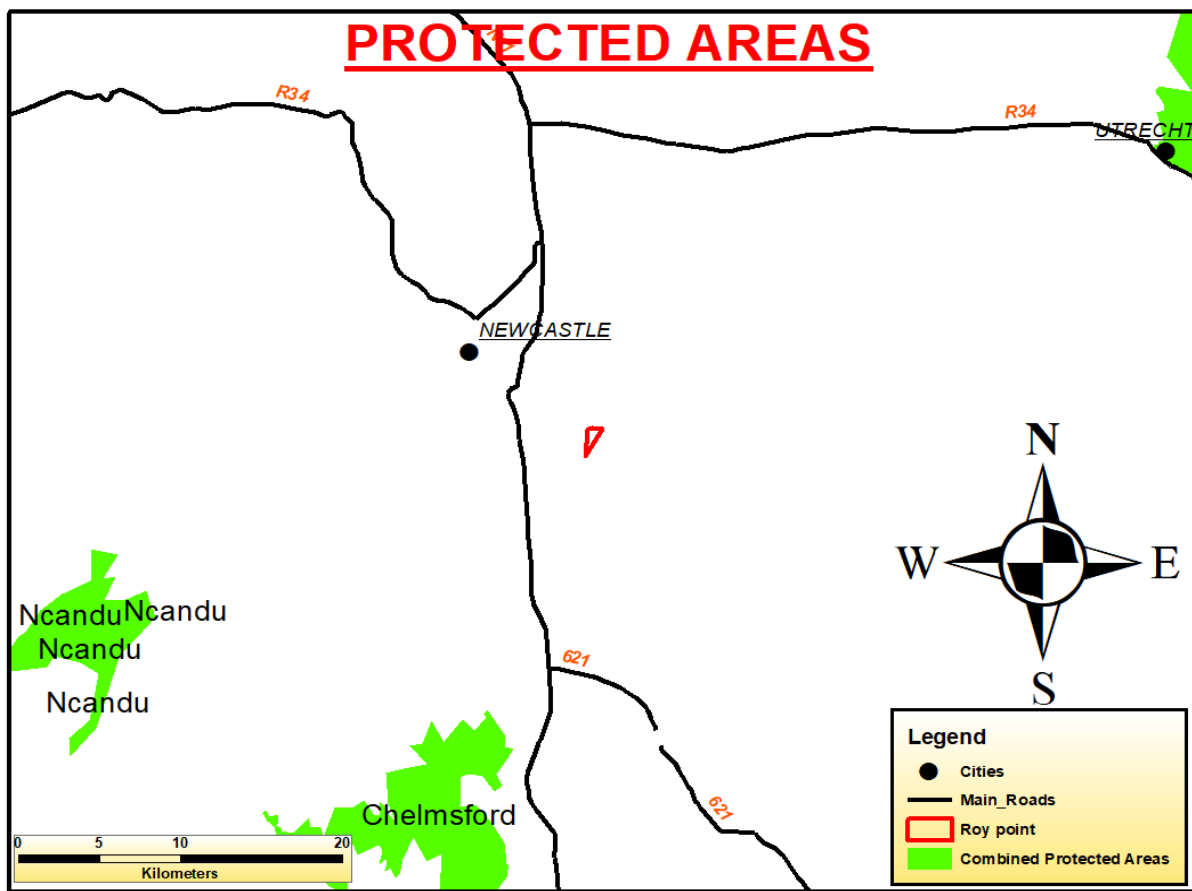 PROTECTED AREAS
R34
R34
UTRECHT
NEWCASTLE
N
W
E
S
Ncandu
Ncandu
Ncandu
Ncandu
621
621
Chelmsford
0 5 10 20
Kilometers
Legend
Cities
Main_Roads
Roy point
Combined Protected Areas